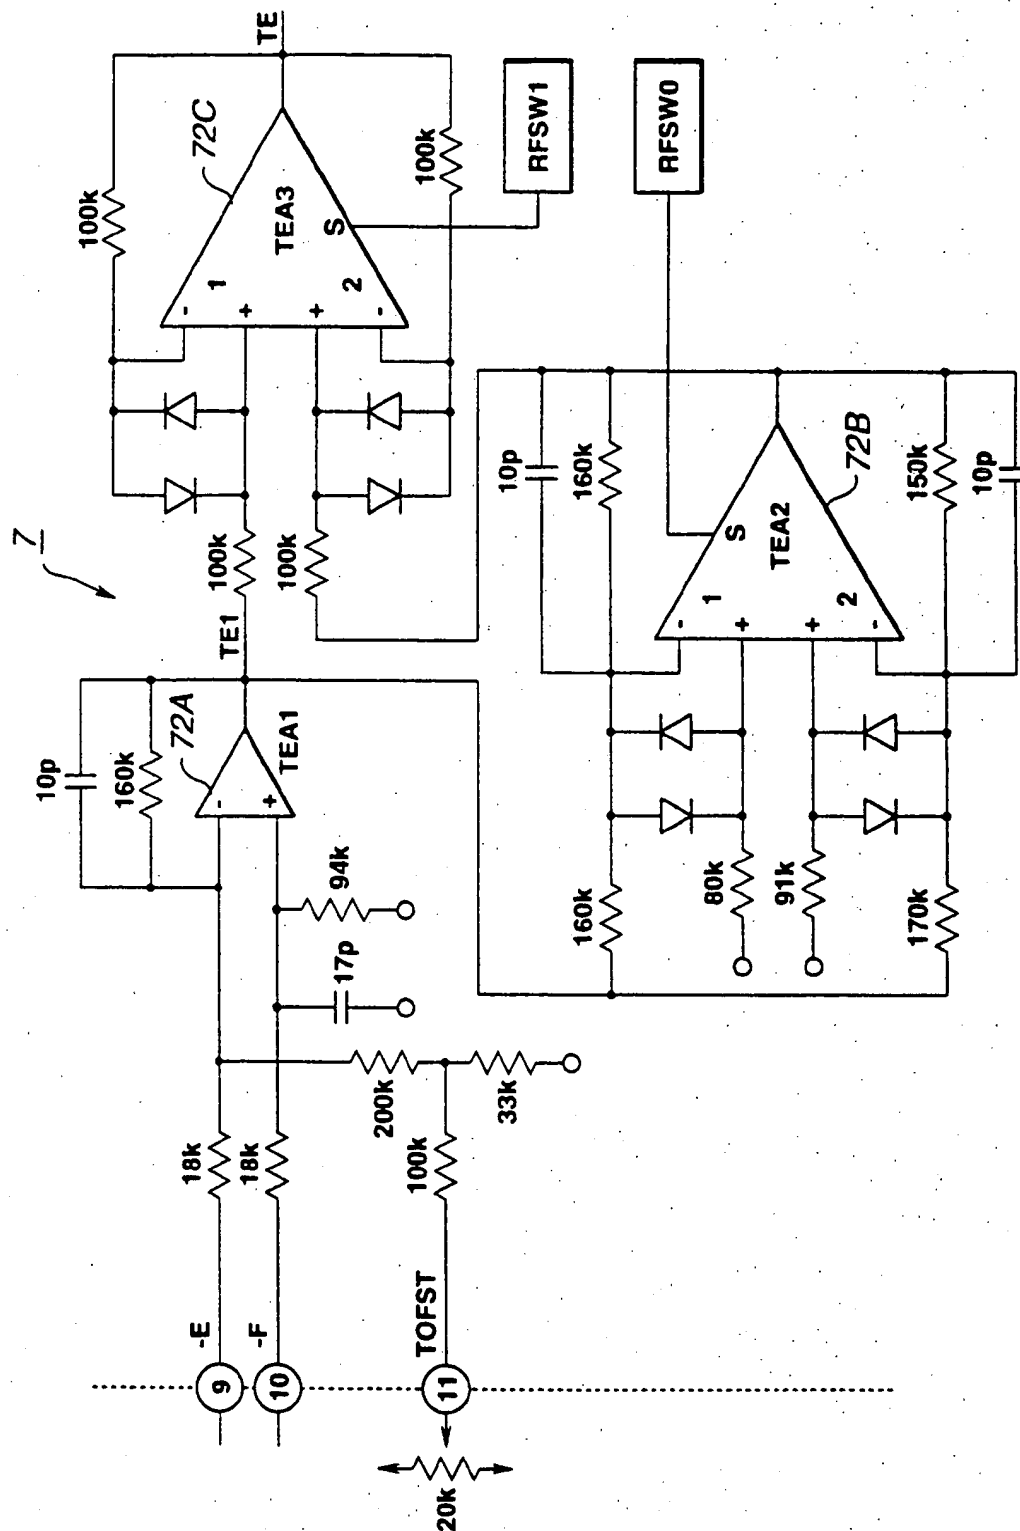 7
-E
9
-F
10
TOFST
11
20k
18k
18k
100k
200k
33k
17p
94k
10p
160k
72A
-
+
TEA1
TE1
100k
100k
100k
72C
-
1
+
+
2
-
TEA3
S
100k
TE
RFSW1
RFSW0
10p
160k
160k
80k
91k
170k
-
1
+
+
2
-
S
TEA2
72B
150k
10p